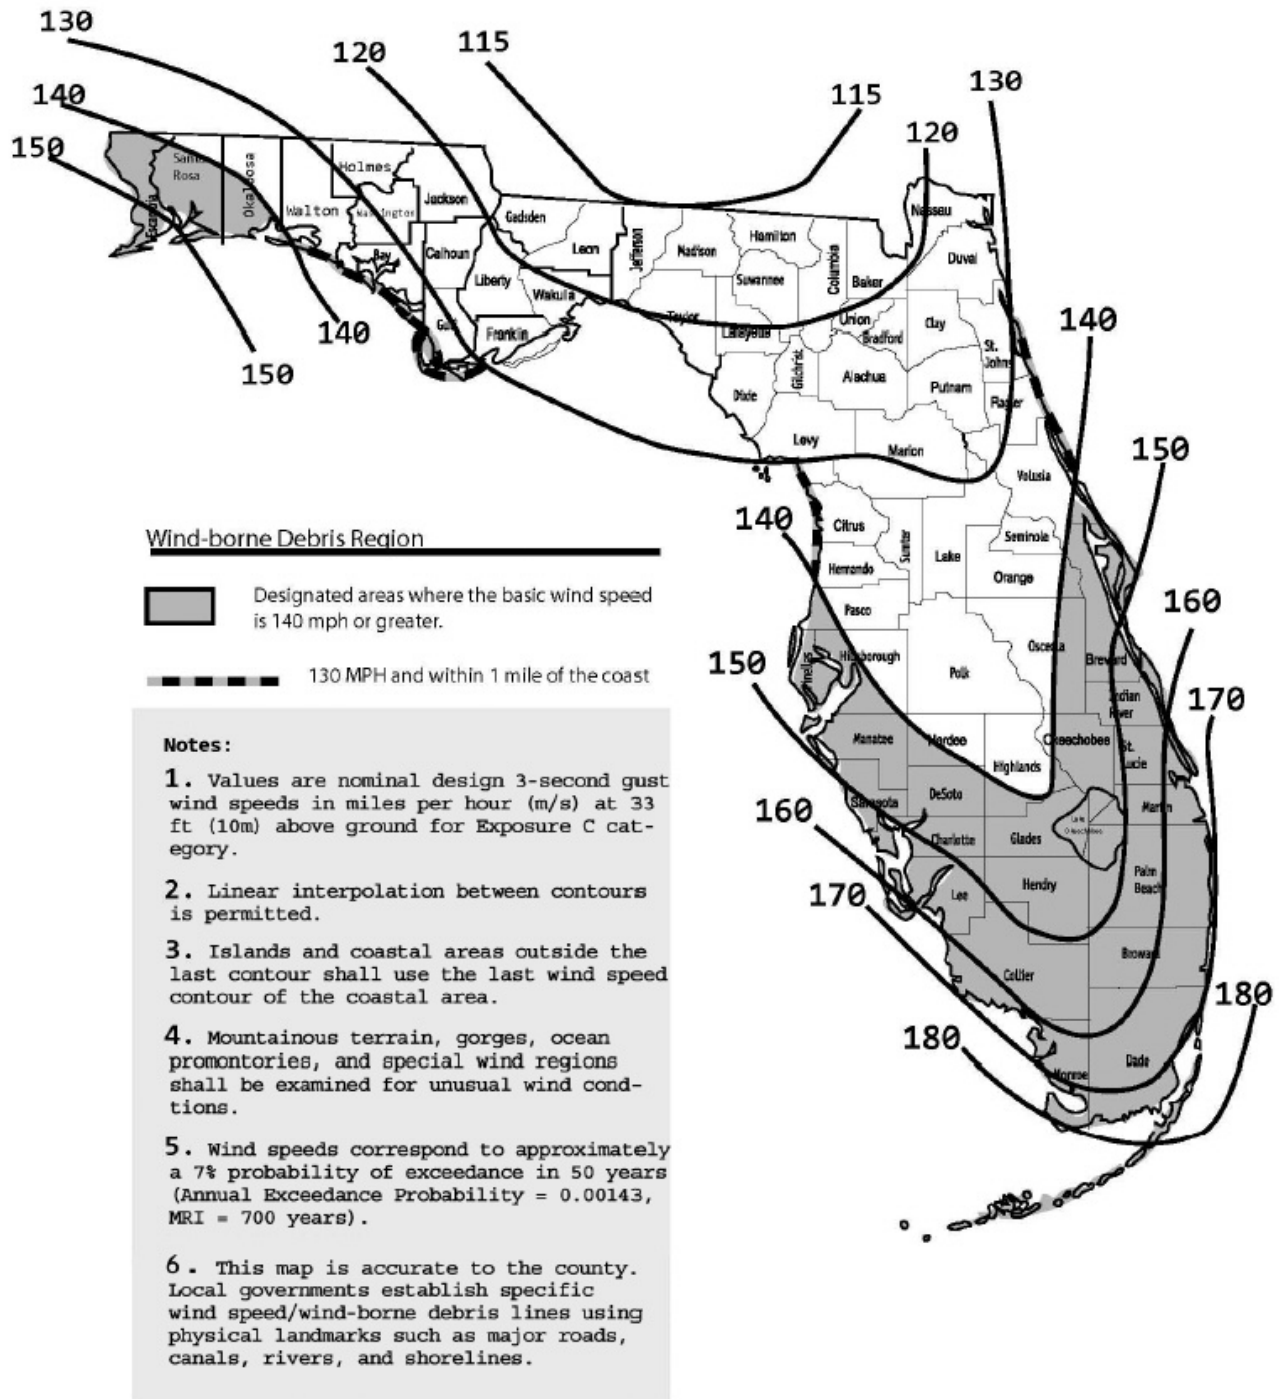 130
115
120
115
130
140
120
150
Santa
Rosa
Okaloosa
Holmes
Jackson
Escambia
Walton
Washington
Gadsden
Nassau
Leon
Jefferson
Madison
Hamilton
Columbia
Duval
Bay
Calhoun
Liberty
Suwannee
Baker
Wakulla
Gulf
Franklin
Taylor
Lafayette
Union
Bradford
Clay
St.
Johns
140
140
150
Dixie
Gilchrist
Alachua
Putnam
Flagler
Levy
Marion
150
Volusia
140
Citrus
Sumter
Lake
Seminole
Hernando
Orange
Pasco
160
Wind-borne Debris Region
Designated areas where the basic wind speed
is 140 mph or greater.
130 MPH and within 1 mile of the coast
150
Pinellas
Hillsborough
Polk
Osceola
Brevard
Indian
River
170
Manatee
Hardee
Highlands
Okeechobee
St.
Lucie
160
Sarasota
DeSoto
Martin
Charlotte
Glades
Lake
Okeechobee
170
Lee
Hendry
Palm
Beach
Collier
Broward
180
180
Monroe
Dade
Notes:
1. Values are nominal design 3-second gust
wind speeds in miles per hour (m/s) at 33
ft (10m) above ground for Exposure C cat-
egory.
2. Linear interpolation between contours
is permitted.
3. Islands and coastal areas outside the
last contour shall use the last wind speed
contour of the coastal area.
4. Mountainous terrain, gorges, ocean
promontories, and special wind regions
shall be examined for unusual wind cond-
tions.
5. Wind speeds correspond to approximately
a 7% probability of exceedance in 50 years
(Annual Exceedance Probability = 0.00143,
MRI = 700 years).
6. This map is accurate to the county.
Local governments establish specific
wind speed/wind-borne debris lines using
physical landmarks such as major roads,
canals, rivers, and shorelines.